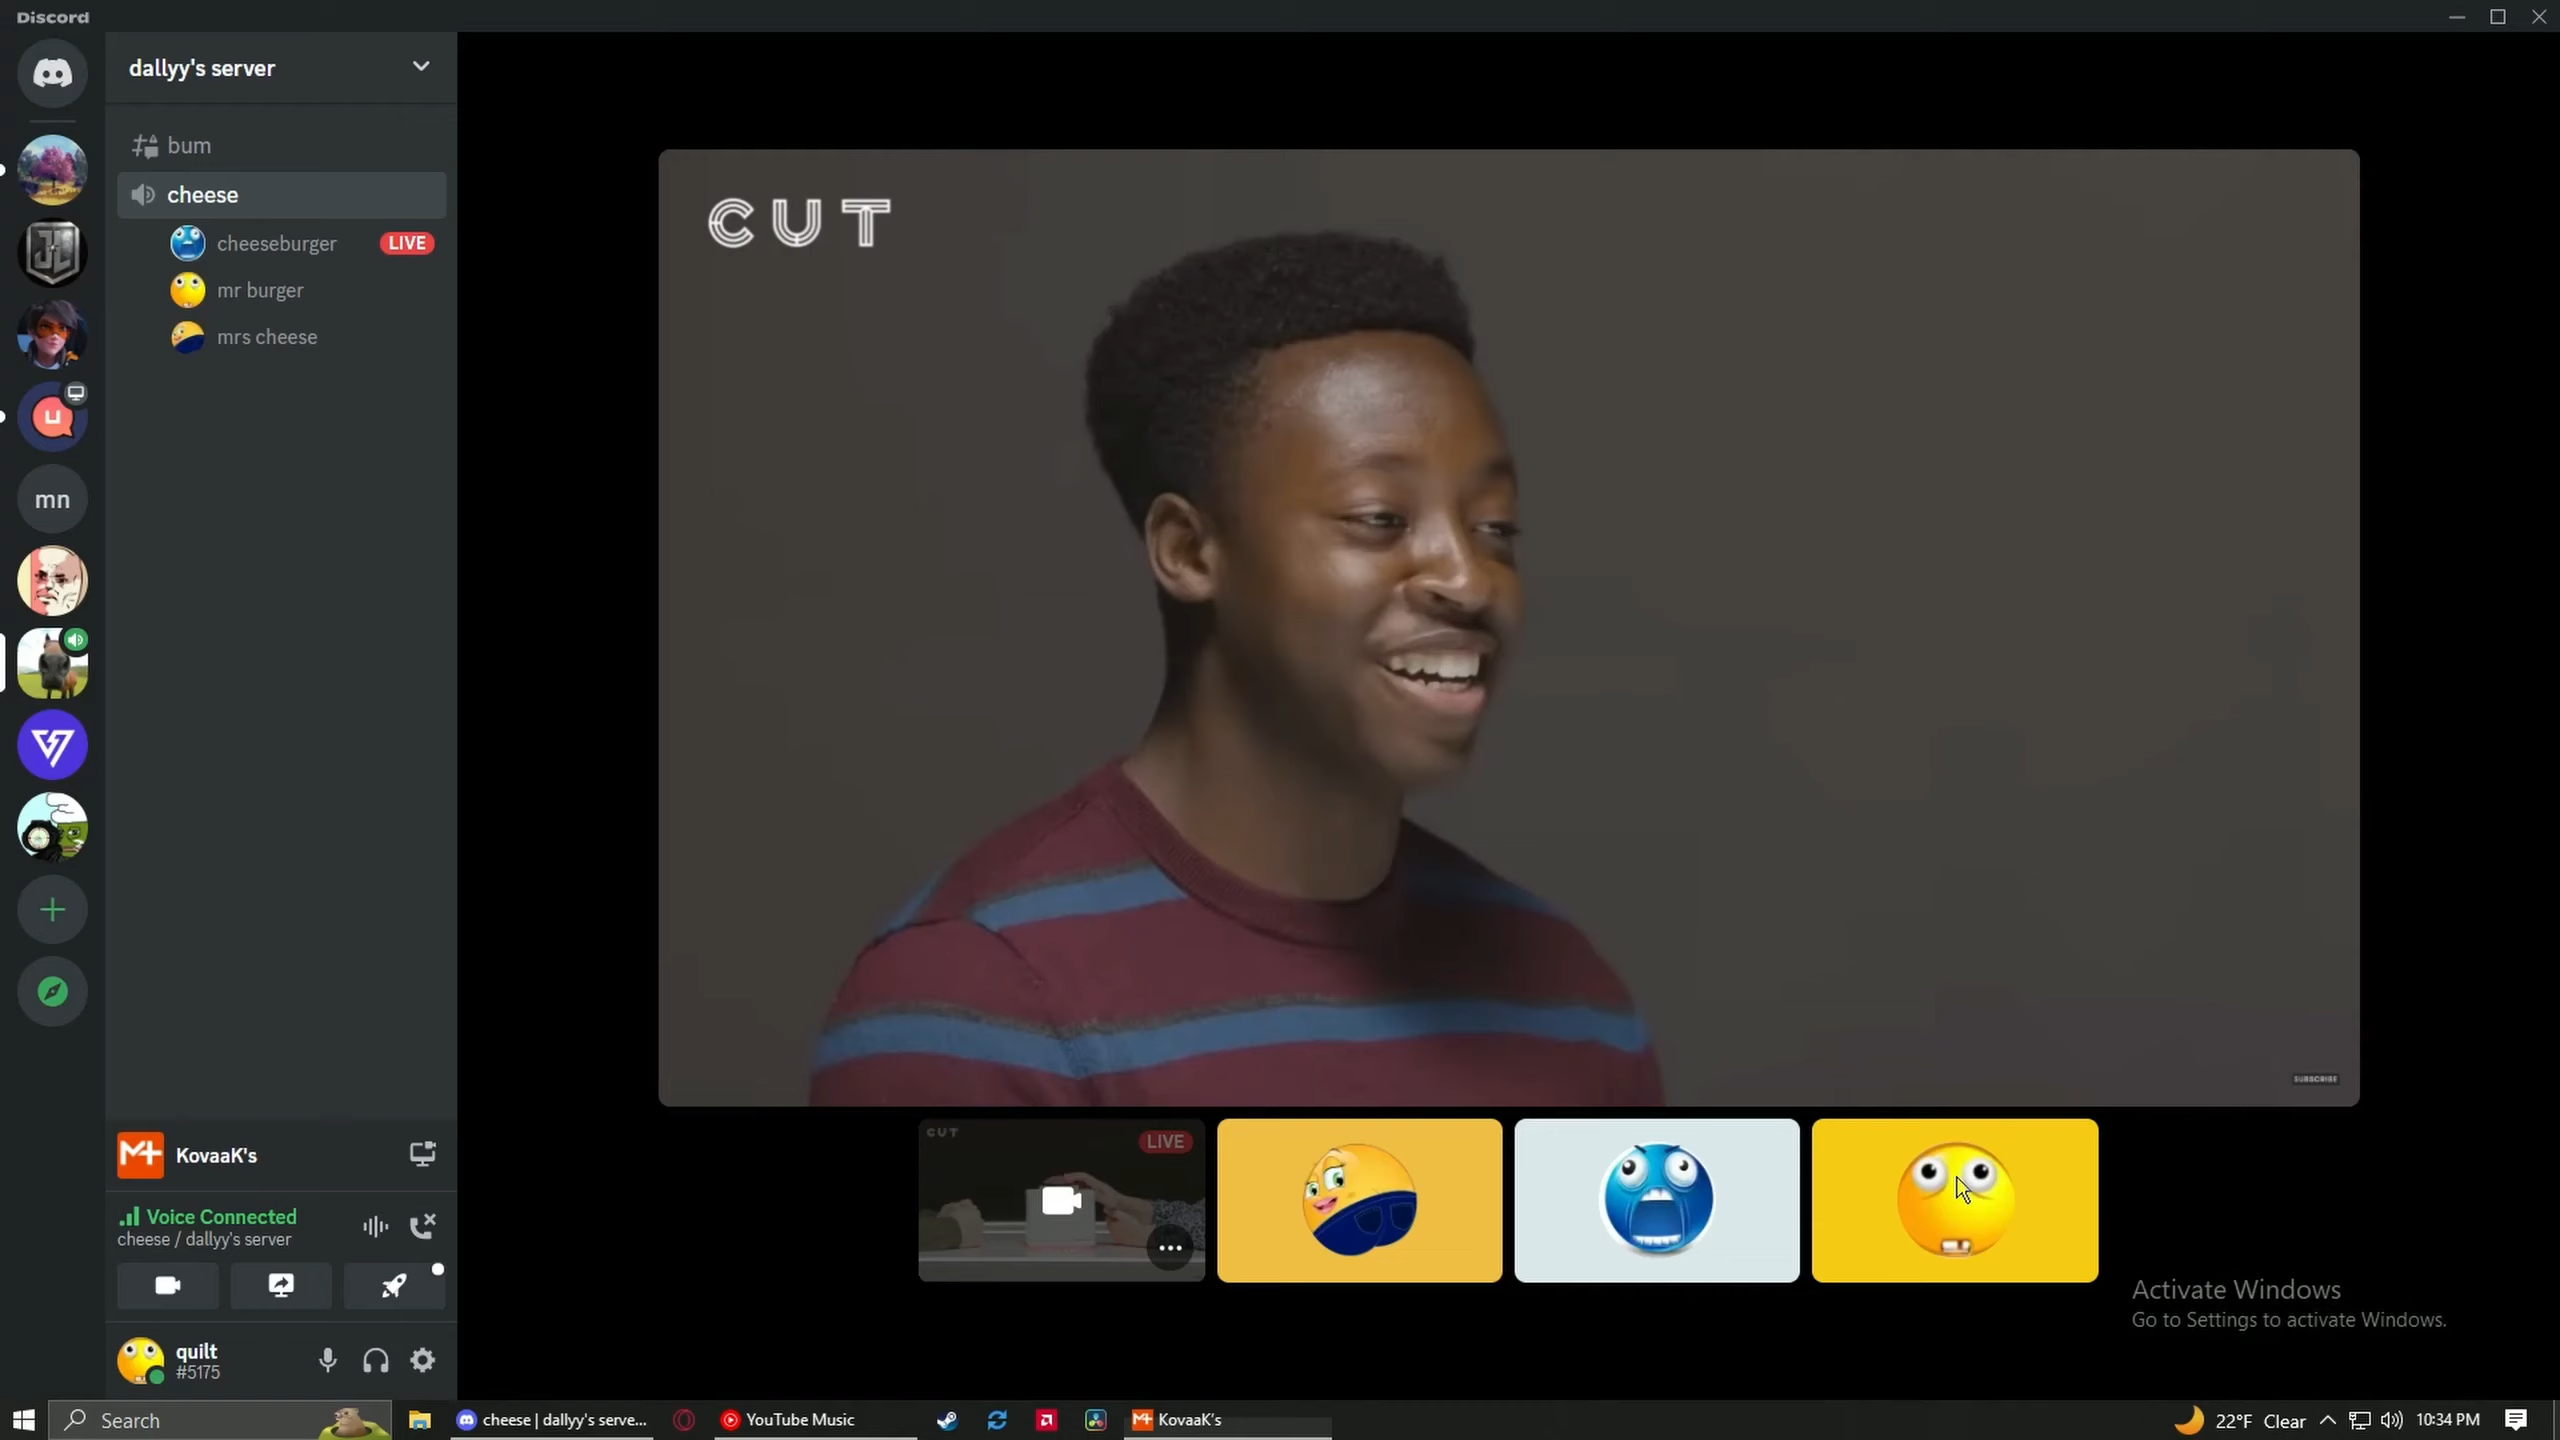 Discord
dallyy's server
bum
cheese
cheeseburger
LIVE
mr burger
mrs cheese
mn
KovaaK's
Voice Connected
cheese / dallyy's server
quilt
#5175
CUT
SUBSCRIBE
CUT
LIVE
Activate Windows
Go to Settings to activate Windows.
Search
cheese | dallyy's serve...
YouTube Music
KovaaK's
22°F Clear
10:34 PM